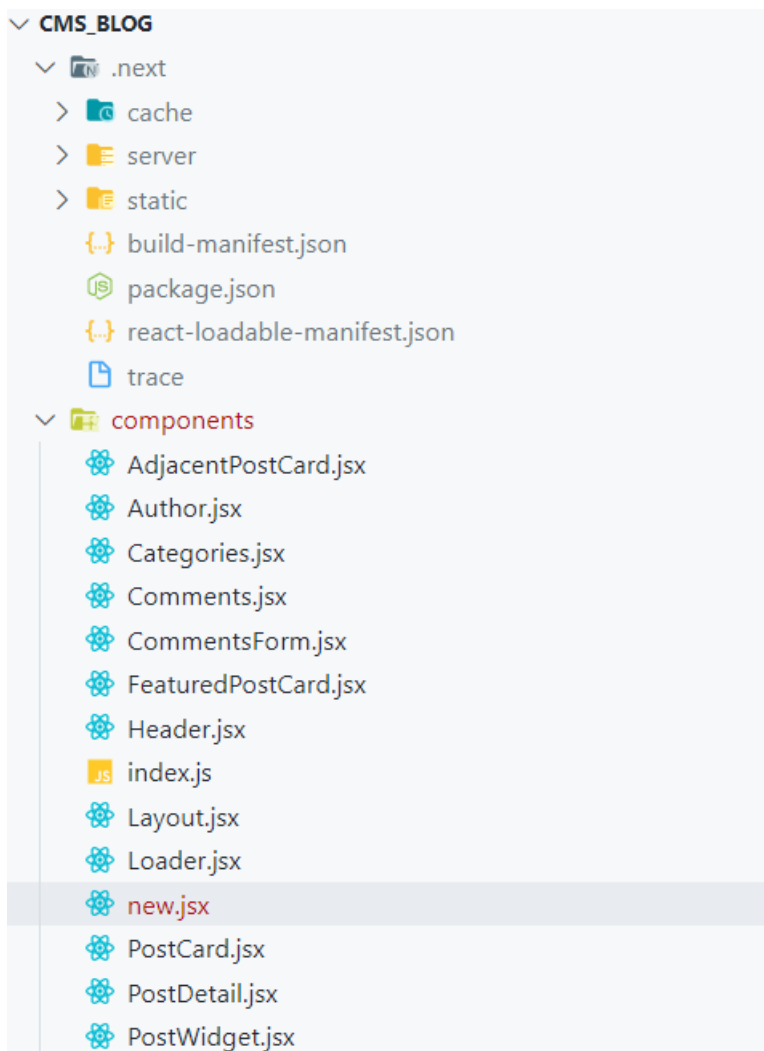 CMS_BLOG
.next
cache
server
static
{...} build-manifest.json
JS package.json
{...} react-loadable-manifest.json
trace
components
AdjacentPostCard.jsx
Author.jsx
Categories.jsx
Comments.jsx
CommentsForm.jsx
FeaturedPostCard.jsx
Header.jsx
JS index.js
Layout.jsx
Loader.jsx
new.jsx
PostCard.jsx
PostDetail.jsx
PostWidget.jsx